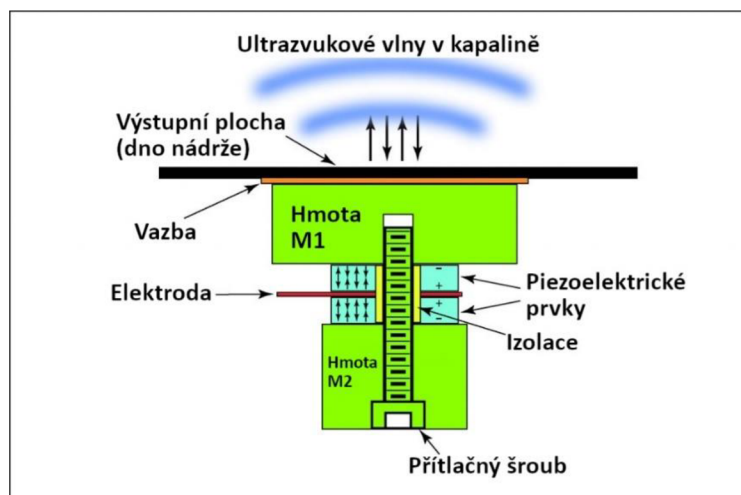 Ultrazvukové vlny v kapalině
Výstupní plocha
(dno nádrže)
Vazba
Hmota
M1
Elektroda
Piezoelektrické
prvky
Izolace
Hmota
M2
Přítlačný šroub